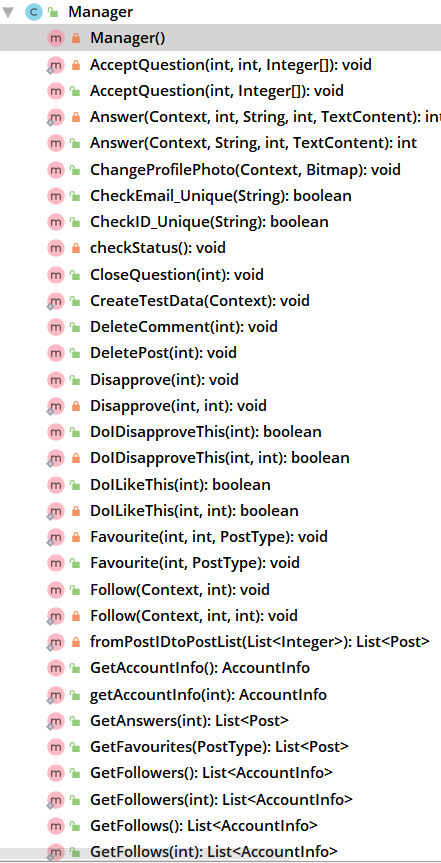 Manager
Manager()
AcceptQuestion(int, int, Integer[]): void
AcceptQuestion(int, Integer[]): void
Answer(Context, int, String, int, TextContent): int
Answer(Context, String, int, TextContent): int
ChangeProfilePhoto(Context, Bitmap): void
CheckEmail_Unique(String): boolean
CheckID_Unique(String): boolean
checkStatus(): void
CloseQuestion(int): void
CreateTestData(Context): void
DeleteComment(int): void
DeletePost(int): void
Disapprove(int): void
Disapprove(int, int): void
DoIDisapproveThis(int): boolean
DoIDisapproveThis(int, int): boolean
DoILikeThis(int): boolean
DoILikeThis(int, int): boolean
Favourite(int, int, PostType): void
Favourite(int, PostType): void
Follow(Context, int): void
Follow(Context, int, int): void
fromPostIDtoPostList(List<Integer>): List<Post>
GetAccountInfo(): AccountInfo
getAccountInfo(int): AccountInfo
GetAnswers(int): List<Post>
GetFavourites(PostType): List<Post>
GetFollowers(): List<AccountInfo>
GetFollowers(int): List<AccountInfo>
GetFollows(): List<AccountInfo>
GetFollows(int): List<AccountInfo>